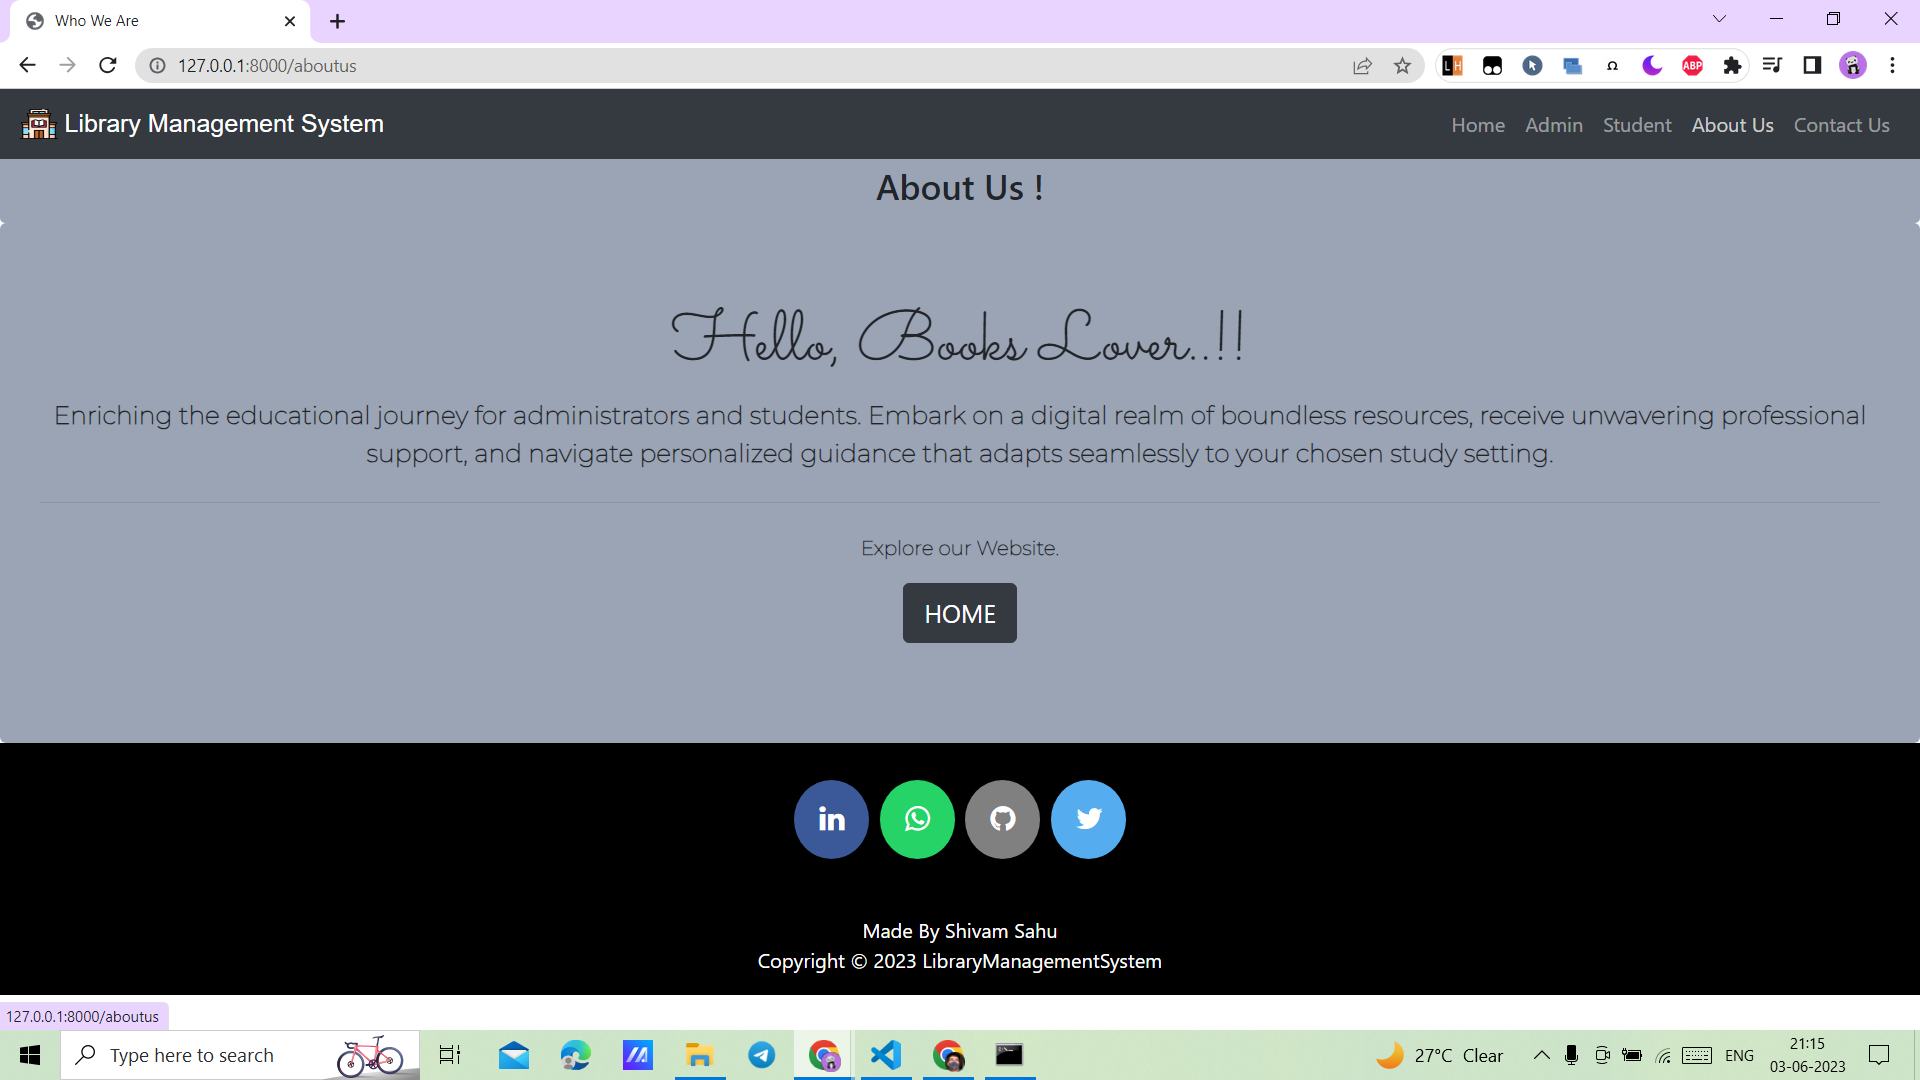 Who We Are
127.0.0.1:8000/aboutus
LH
Ω
ABP
Library Management System
Home Admin Student About Us Contact Us
About Us !
Hello, Books Lover..!!
Enriching the educational journey for administrators and students. Embark on a digital realm of boundless resources, receive unwavering professional
support, and navigate personalized guidance that adapts seamlessly to your chosen study setting.
Explore our Website.
HOME
in
Made By Shivam Sahu
Copyright © 2023 LibraryManagementSystem
127.0.0.1:8000/aboutus
Type here to search
27°C Clear
ENG
21:15
03-06-2023